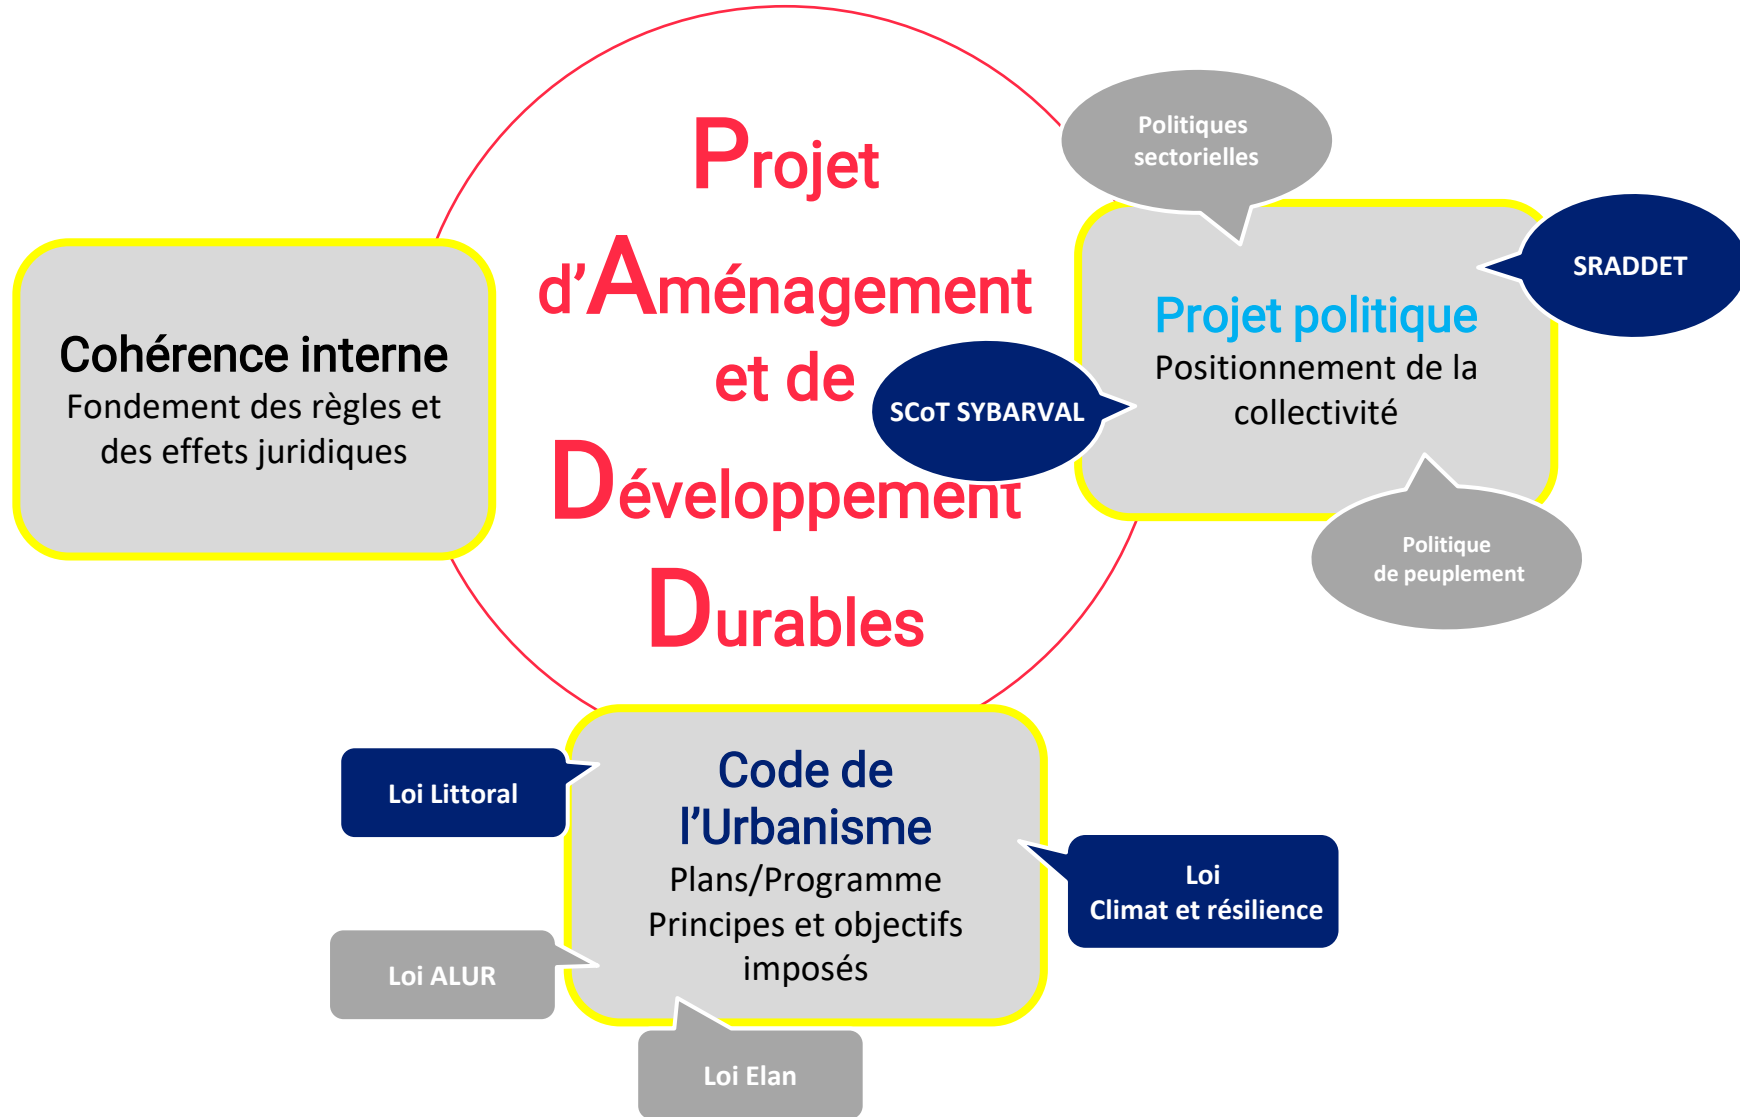 Projet
d'Aménagement
et de
Développement
Durables
Cohérence interne
Fondement des règles et
des effets juridiques
Politiques
sectorielles
SRADDET
Projet politique
Positionnement de la
collectivité
SCoT SYBARVAL
Politique
de peuplement
Code de
l'Urbanisme
Plans/Programme
Principes et objectifs
imposés
Loi Littoral
Loi
Climat et résilience
Loi ALUR
Loi Elan